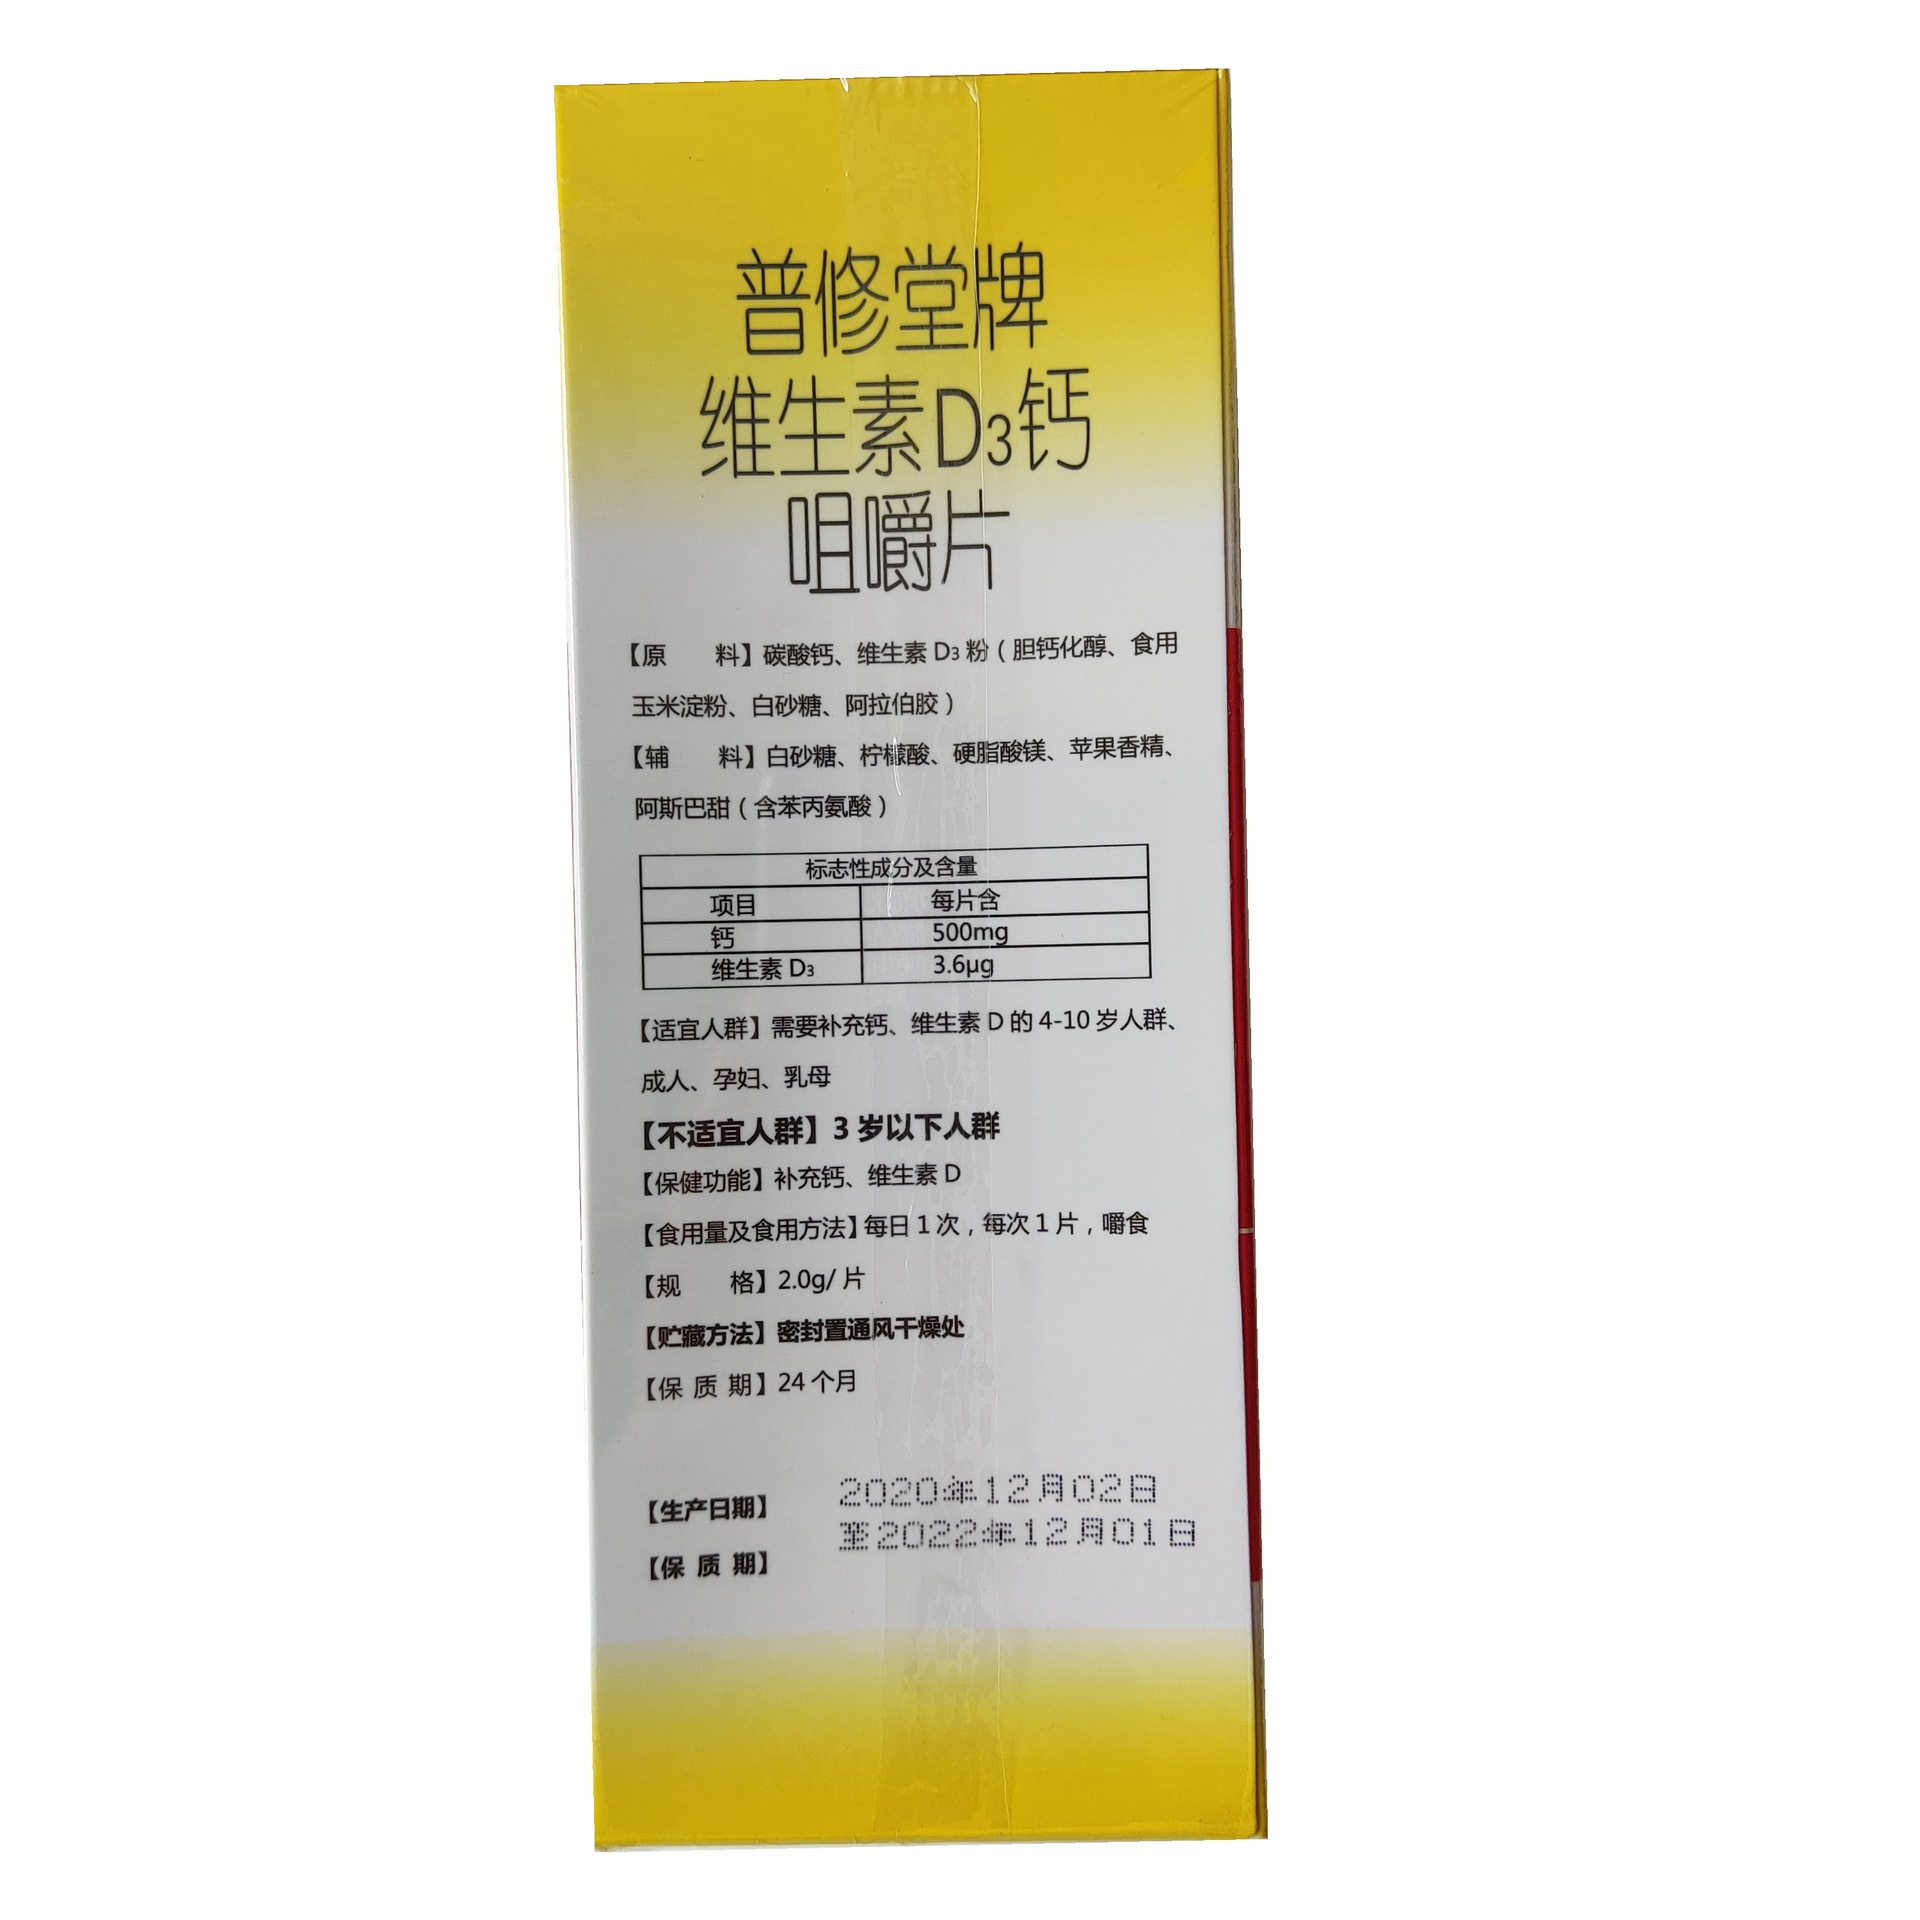 普修堂牌
维生素D3钙
咀嚼片
【原 料】碳酸钙、维生素D3粉（胆钙化醇、食用
玉米淀粉、白砂糖、阿拉伯胶）
【辅 料】白砂糖、柠檬酸、硬脂酸镁、苹果香精、
阿斯巴甜（含苯丙氨酸）
标志性成分及含量
项目 每片含
钙 500mg
维生素D3 3.6μg
【适宜人群】需要补充钙、维生素D的4-10岁人群、
成人、孕妇、乳母
【不适宜人群】3岁以下人群
【保健功能】补充钙、维生素D
【食用量及食用方法】每日1次，每次1片，嚼食
【规 格】2.0g/片
【贮藏方法】密封置通风干燥处
【保 质 期】24个月
【生产日期】 2020年12月02日
至2022年12月01日
【保 质 期】